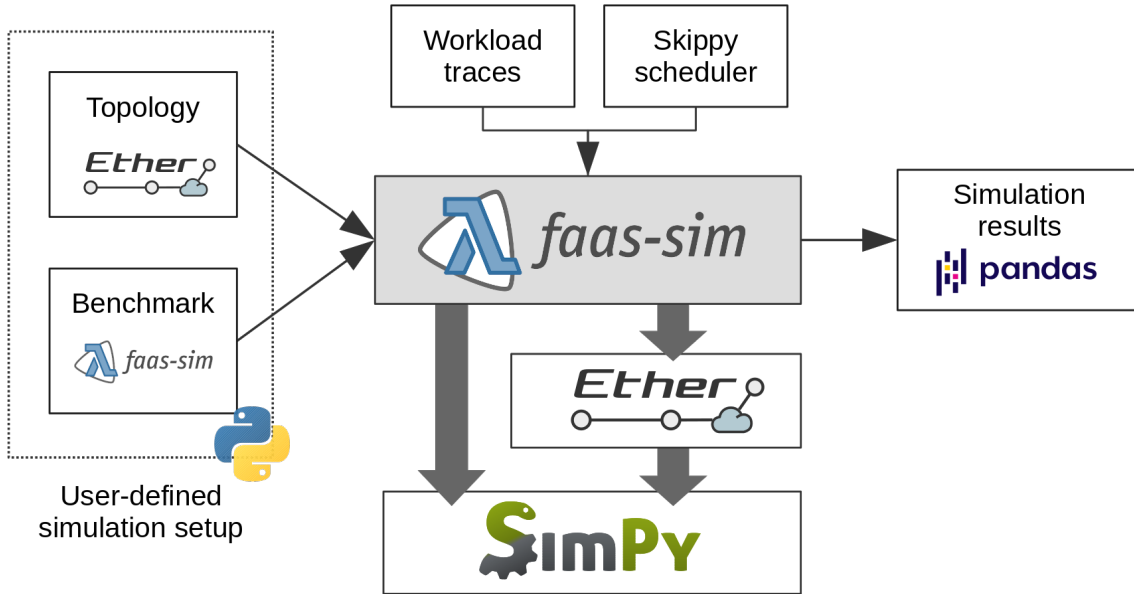 Workload
traces
Skippy
scheduler
Topology
Ether
Benchmark
faas-sim
User-defined
simulation setup
faas-sim
Simulation
results
pandas
Ether
SimPy